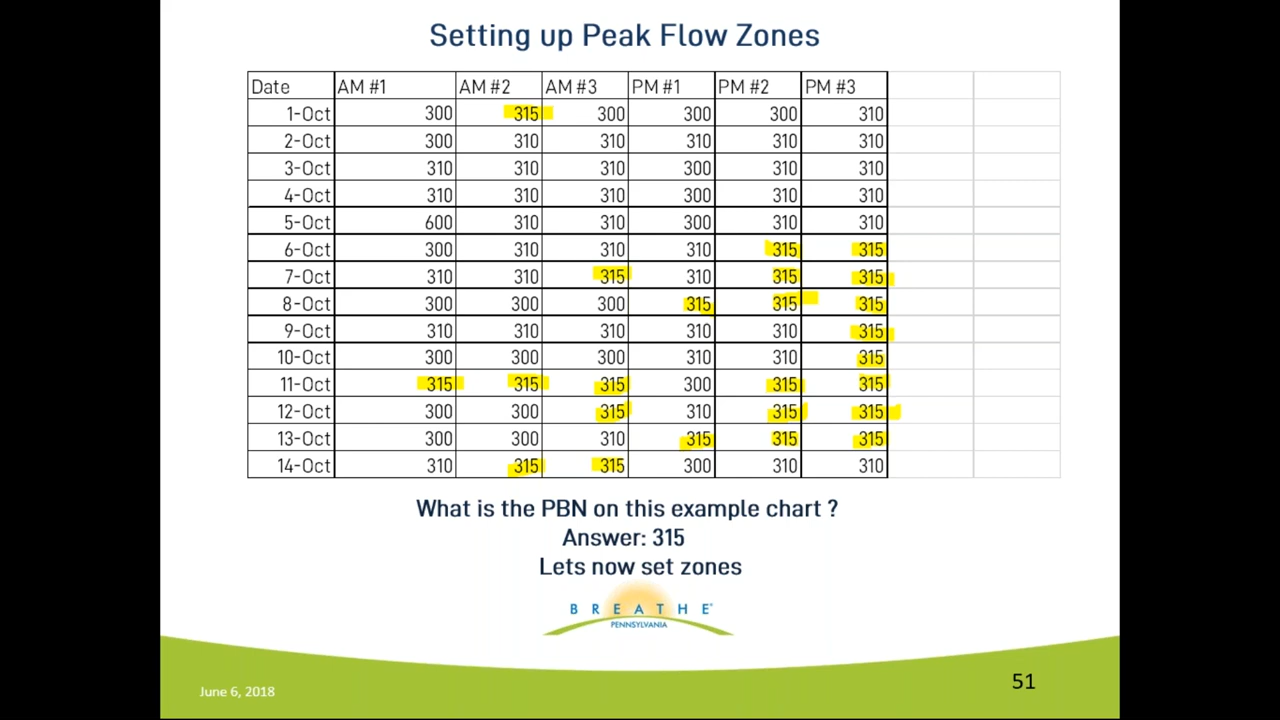 Setting up Peak Flow Zones
Date AM #1 AM #2 AM #3 PM #1 PM #2 PM #3
1-Oct 300 315 300 300 300 310
2-Oct 300 310 310 310 310 310
3-Oct 310 310 310 300 310 310
4-Oct 310 310 310 300 310 310
5-Oct 600 310 310 300 310 310
6-Oct 300 310 310 310 315 315
7-Oct 310 310 315 310 315 315
8-Oct 300 300 300 315 315 315
9-Oct 310 310 310 310 310 315
10-Oct 300 300 300 310 310 315
11-Oct 315 315 315 300 315 315
12-Oct 300 300 315 310 315 315
13-Oct 300 300 310 315 315 315
14-Oct 310 315 315 300 310 310
What is the PBN on this example chart ?
Answer: 315
Lets now set zones
BREATHE
PENNSYLVANIA
June 6, 2018
51